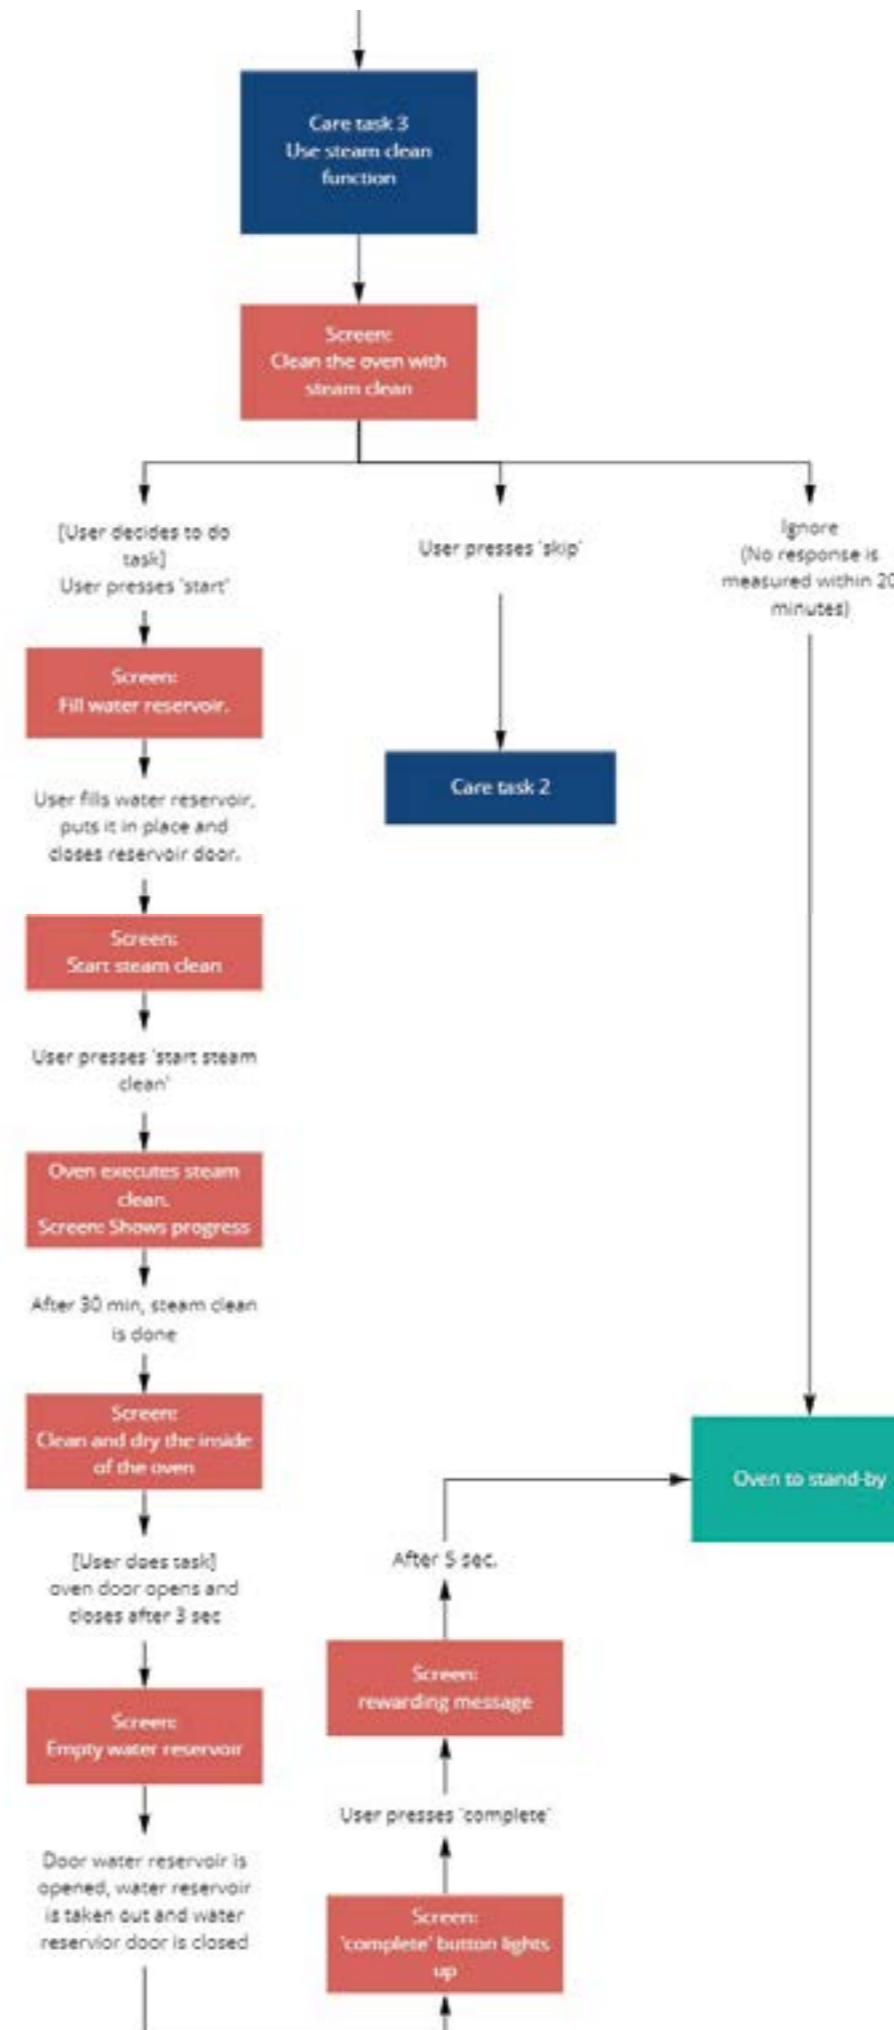 Care task 3
Use steam clean
function
Screen:
Clean the oven with
steam clean
[User decides to do
task]
User presses 'start'
User presses 'skip'
Ignore
(No response is
measured within 20
minutes)
Screen:
Fill water reservoir.
Care task 2
User fills water reservoir,
puts it in place and
closes reservoir door.
Screen:
Start steam clean
User presses 'start steam
clean'
Oven executes steam
clean.
Screen: Shows progress
After 30 min, steam clean
is done
Screen:
Clean and dry the inside
of the oven
[User does task]
oven door opens and
closes after 3 sec
Screen:
Empty water reservoir
Door water reservoir is
opened, water reservoir
is taken out and water
reservior door is closed
Screen:
'complete' button lights
up
User presses 'complete'
Screen:
rewarding message
After 5 sec.
Oven to stand-by